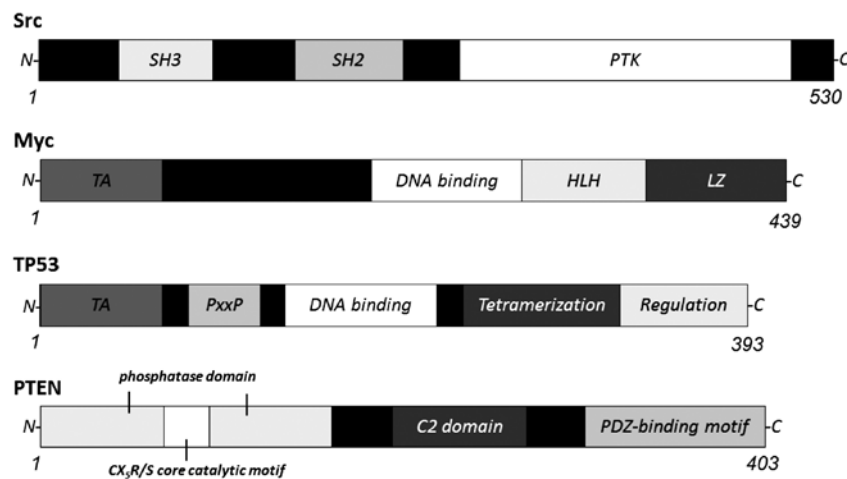 Src
N- SH3 SH2 PTK -C
1 530
Myc
N- TA DNA binding HLH LZ -C
1 439
TP53
N- TA PxxP DNA binding Tetramerization Regulation -C
1 393
PTEN
phosphatase domain
N- C2 domain PDZ-binding motif -C
1 403
CX₅R/S core catalytic motif